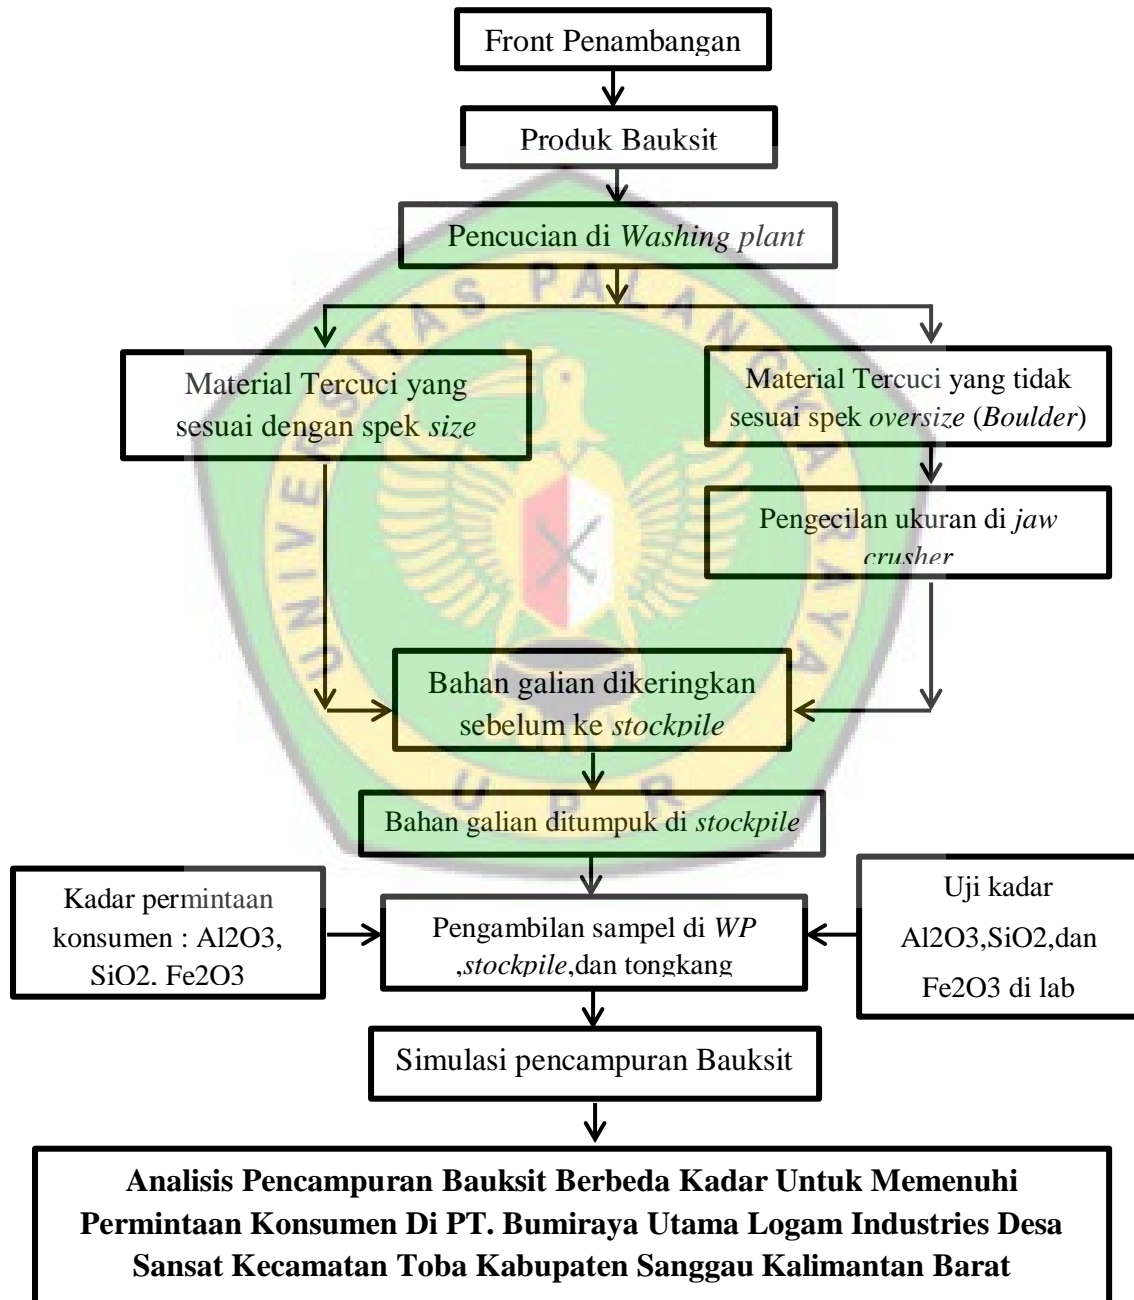 Front Penambangan
Produk Bauksit
Pencucian di Washing plant
UNIVERSITAS PALANGKA RAYA
Material Tercuci yang
sesuai dengan spek size
Material Tercuci yang tidak
sesuai spek oversize (Boulder)
Pengecilan ukuran di jaw
crusher
Bahan galian dikeringkan
sebelum ke stockpile
UPR
Bahan galian ditumpuk di stockpile
Kadar permintaan
konsumen : Al2O3,
SiO2, Fe2O3
Pengambilan sampel di WP
,stockpile,dan tongkang
Uji kadar
Al2O3,SiO2,dan
Fe2O3 di lab
Simulasi pencampuran Bauksit
Analisis Pencampuran Bauksit Berbeda Kadar Untuk Memenuhi
Permintaan Konsumen Di PT. Bumiraya Utama Logam Industries Desa
Sansat Kecamatan Toba Kabupaten Sanggau Kalimantan Barat